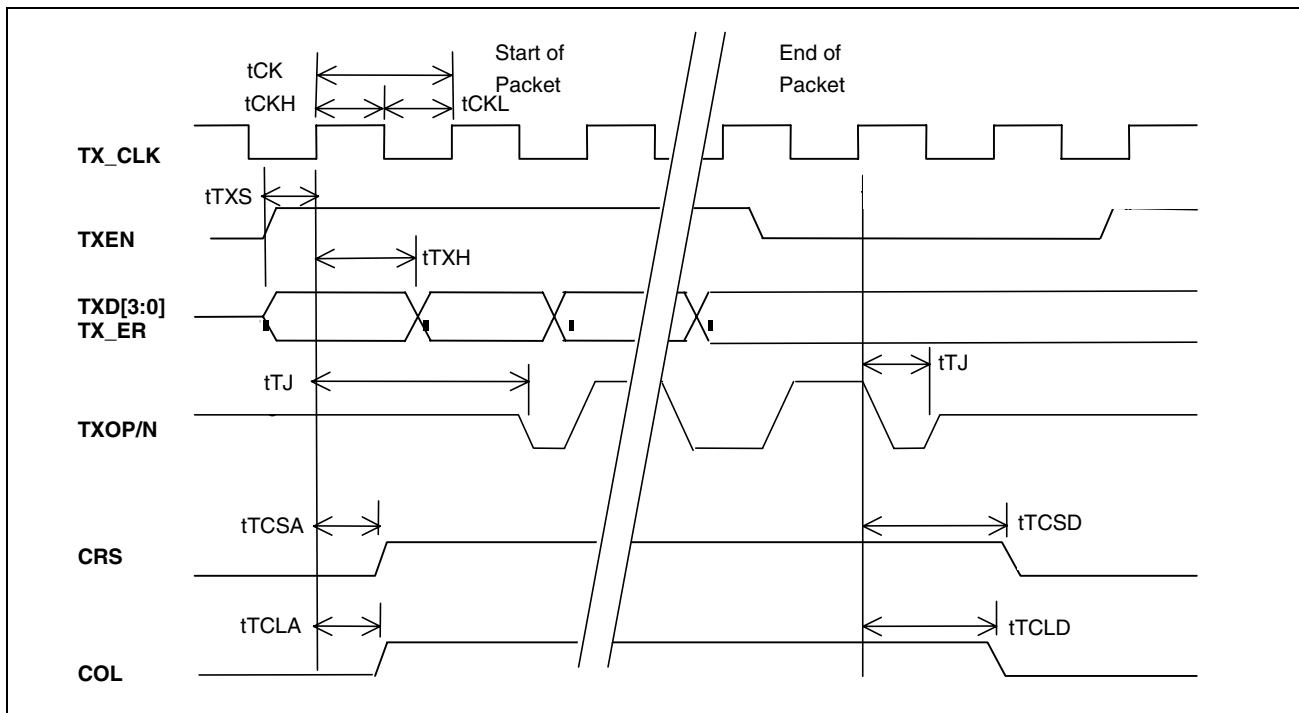 Start of
Packet
End of
Packet
tCK
tCKH
tCKL
TX_CLK
tTXS
TXEN
tTXH
TXD[3:0]
TX_ER
tTJ
tTJ
TXOP/N
tTCSA
tTCSD
CRS
tTCLA
tTCLD
COL